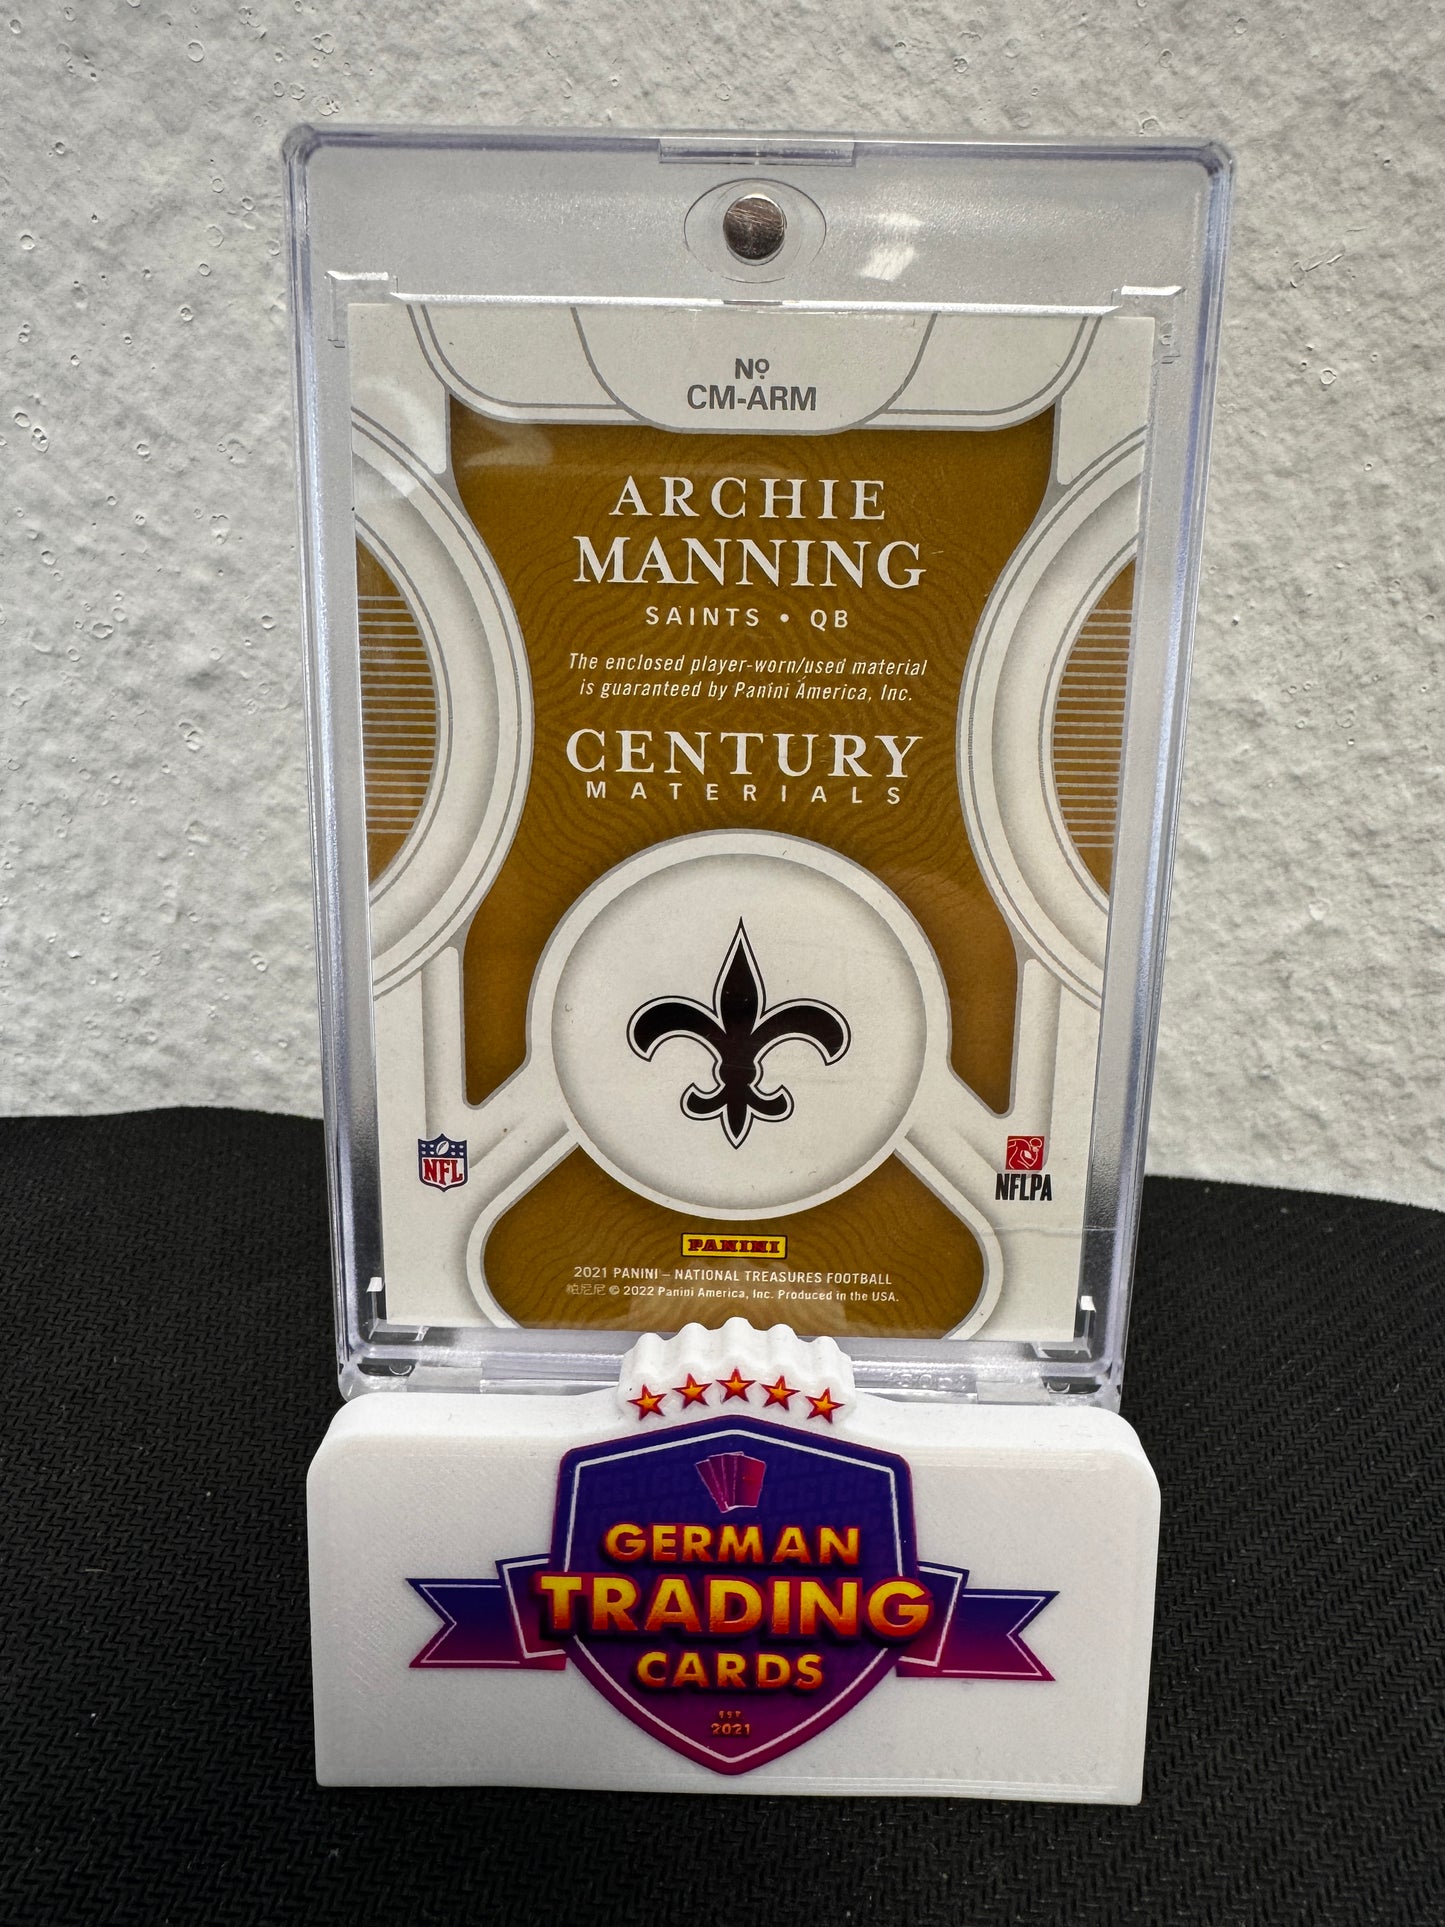 Nº
CM-ARM
ARCHIE
MANNING
SAINTS • QB
The enclosed player-worn/used material
is guaranteed by Panini America, Inc.
CENTURY
MATERIALS
NFL
NFLPA
PANINI
2021 PANINI – NATIONAL TREASURES FOOTBALL
帕尼尼 © 2022 Panini America, Inc. Produced in the USA.
GERMAN
TRADING
CARDS
EST
2021